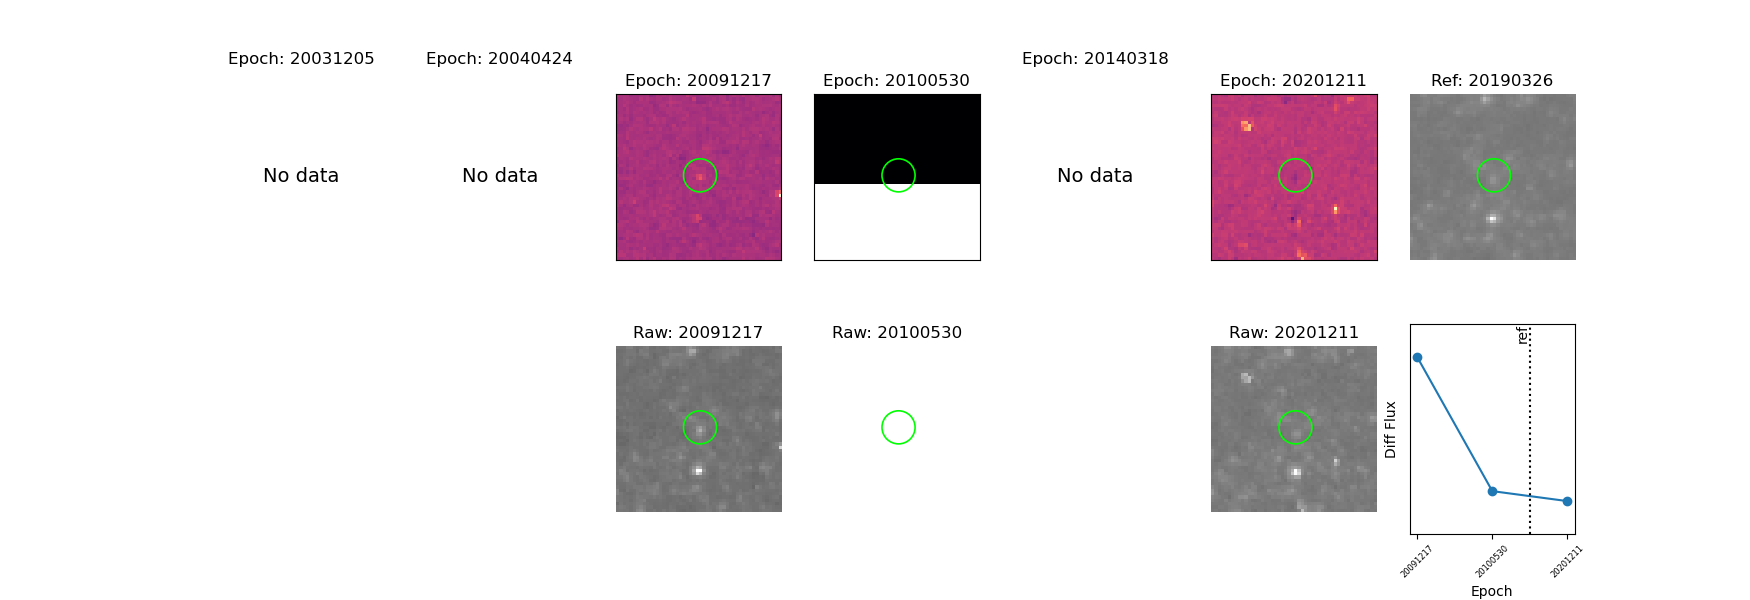 Epoch: 20031205
Epoch: 20040424
Epoch: 20091217
Epoch: 20100530
Epoch: 20140318
Epoch: 20201211
Ref: 20190326
No data
No data
No data
Raw: 20091217
Raw: 20100530
Raw: 20201211
ref
Diff Flux
20091217
20100530
20201211
Epoch